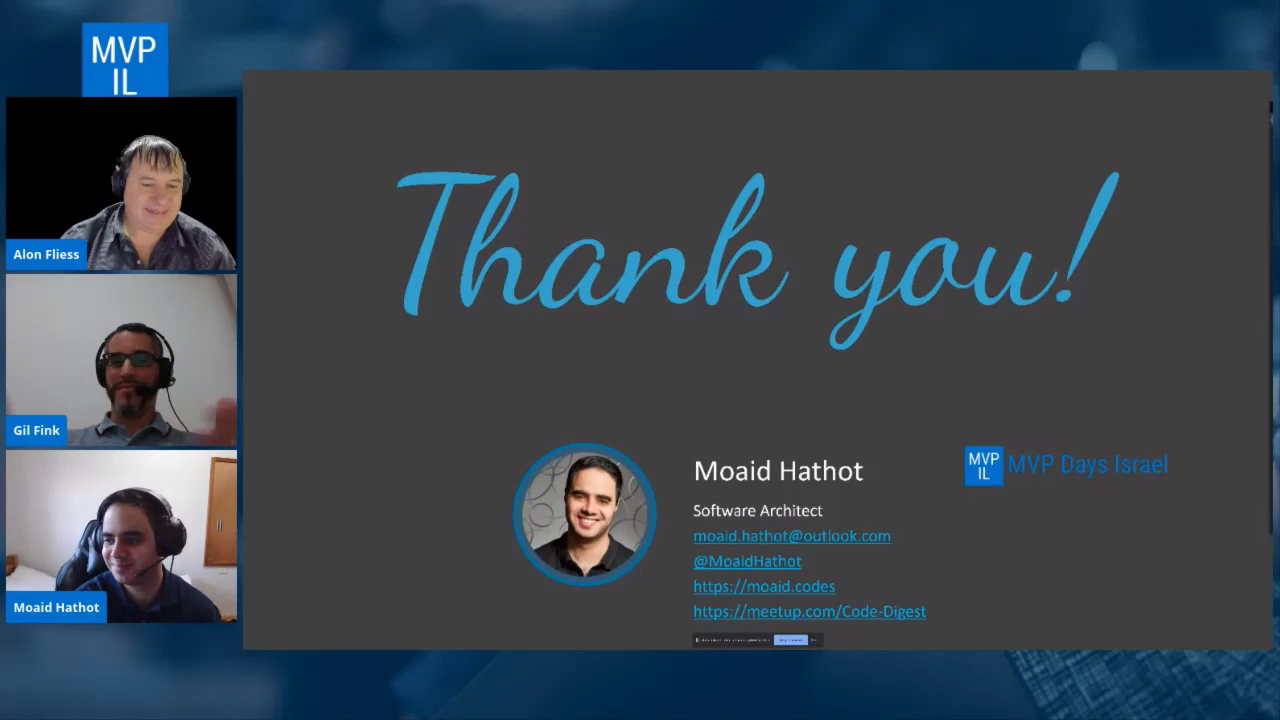 MVP
IL
Alon Fliess
Gil Fink
Moaid Hathot
Thank you!
Moaid Hathot
Software Architect
moaid.hathot@outlook.com
@MoaidHathot
https://moaid.codes
https://meetup.com/Code-Digest
MVP
IL
MVP Days Israel